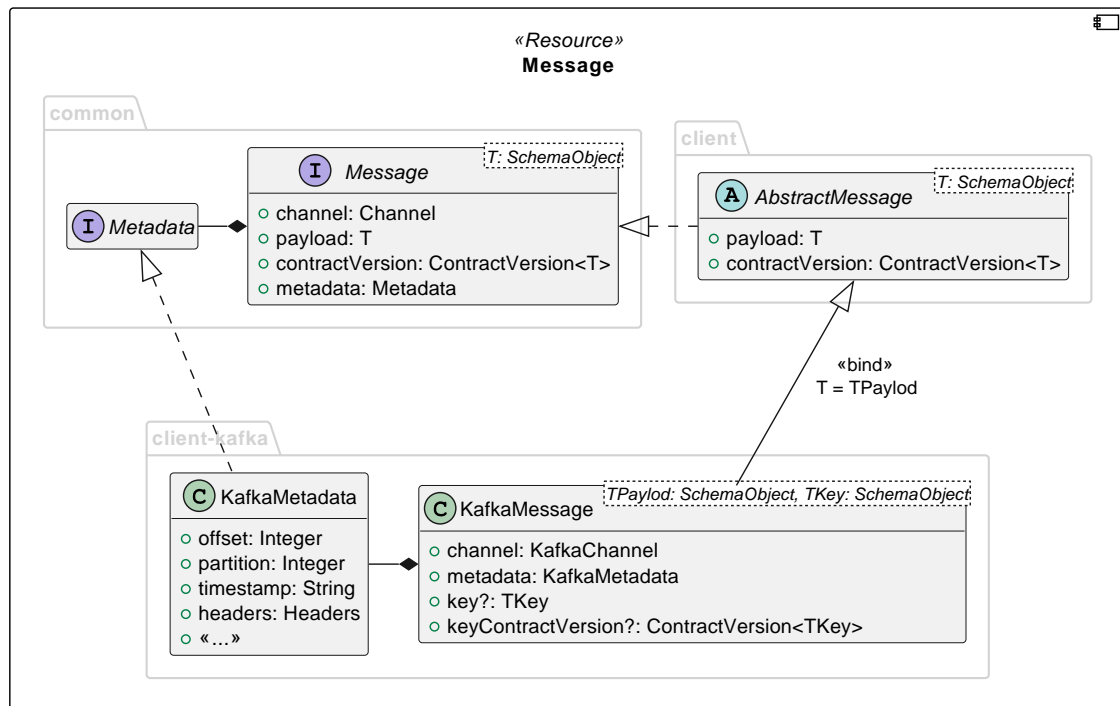 «Resource»
Message
common
client
T: SchemaObject
I Message
channel: Channel
payload: T
contractVersion: ContractVersion<T>
metadata: Metadata
I Metadata
T: SchemaObject
A AbstractMessage
payload: T
contractVersion: ContractVersion<T>
«bind»
T = TPaylod
client-kafka
C KafkaMetadata
offset: Integer
partition: Integer
timestamp: String
headers: Headers
«...»
TPaylod: SchemaObject, TKey: SchemaObject
C KafkaMessage
channel: KafkaChannel
metadata: KafkaMetadata
key?: TKey
keyContractVersion?: ContractVersion<TKey>